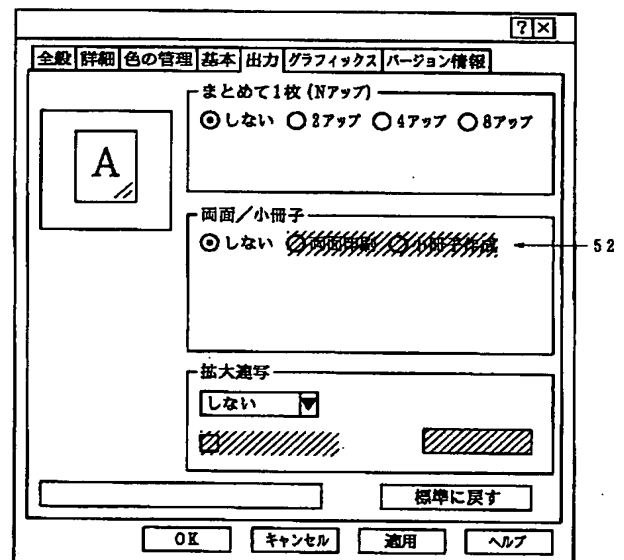 ? ×
全般 詳細 色の管理 基本 出力 グラフィックス バージョン情報
まとめて1枚 (Nアップ)
しない 2アップ 4アップ 8アップ
A
両面/小冊子
しない 両面印刷 小冊子作成
52
拡大連写
しない
標準に戻す
OK キャンセル 適用 ヘルプ